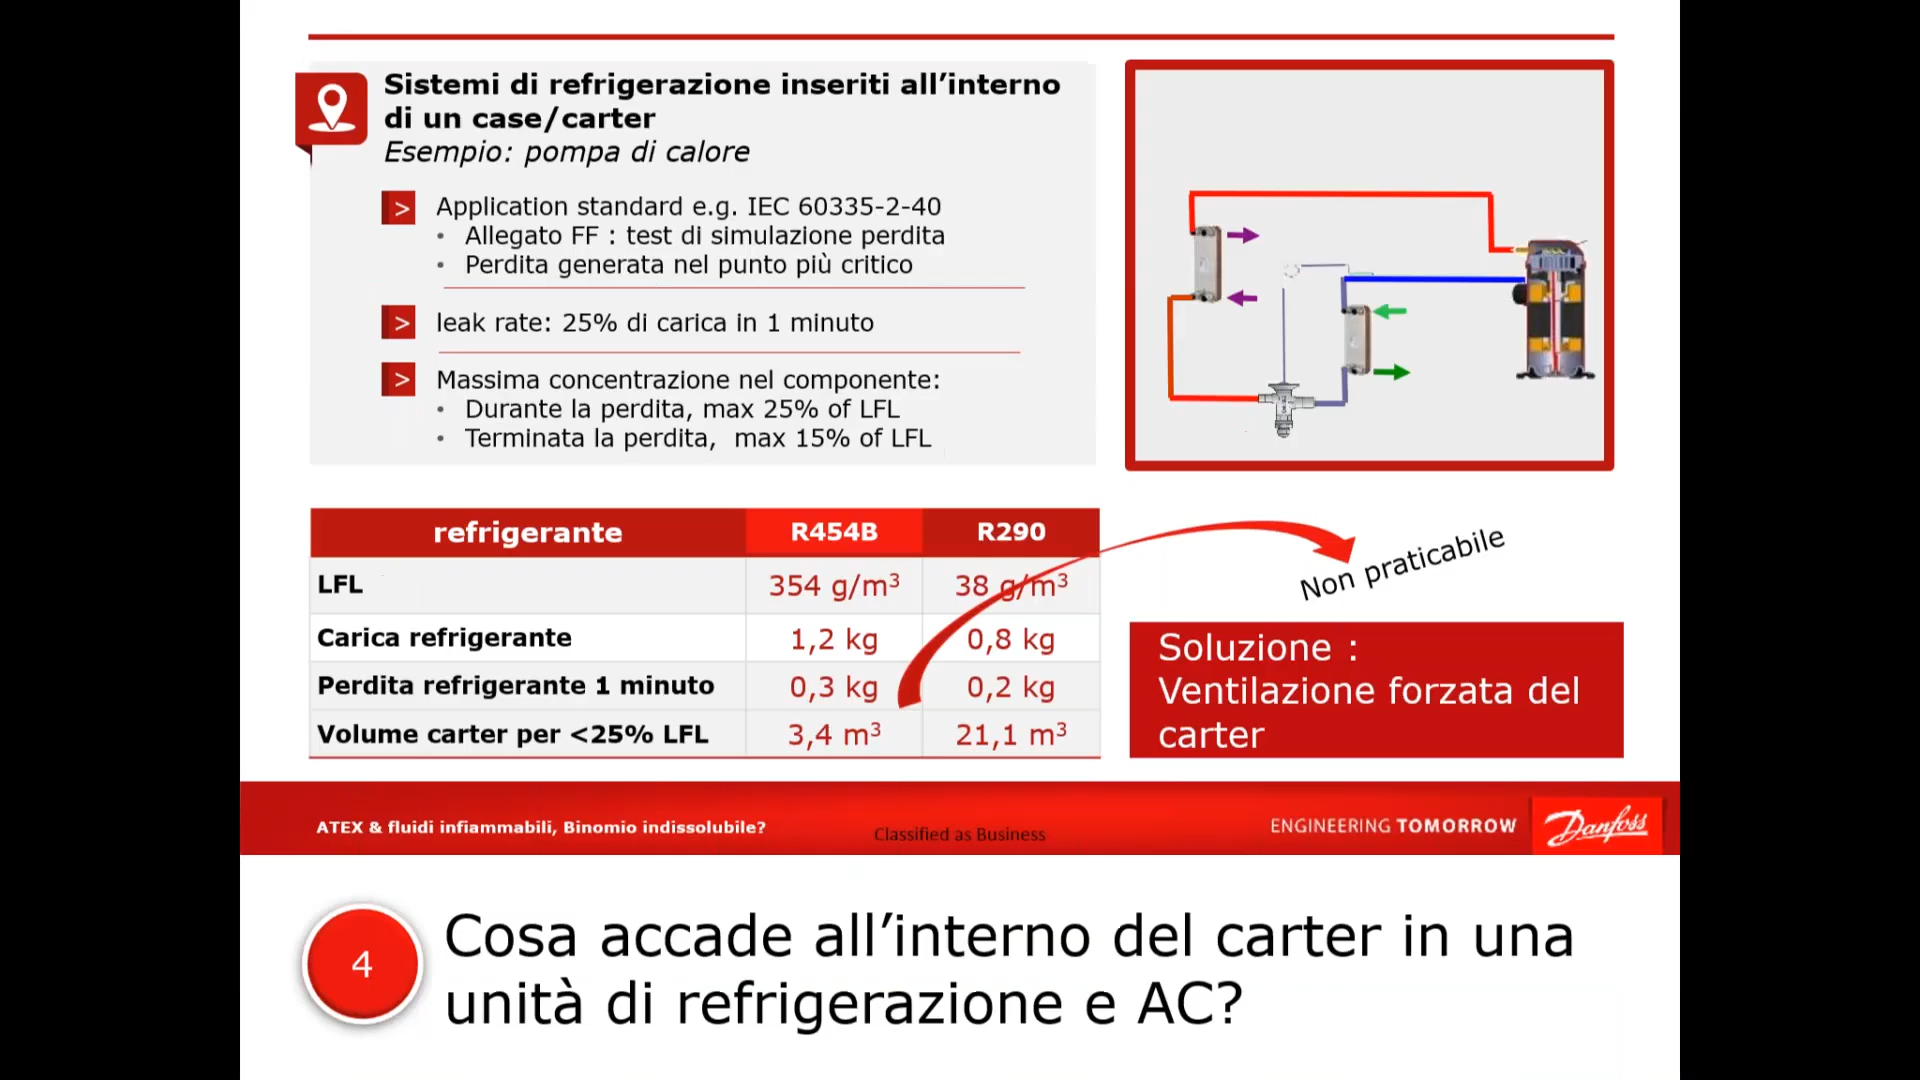 Sistemi di refrigerazione inseriti all’interno
di un case/carter
Esempio: pompa di calore
> Application standard e.g. IEC 60335-2-40
• Allegato FF : test di simulazione perdita
• Perdita generata nel punto più critico
> leak rate: 25% di carica in 1 minuto
> Massima concentrazione nel componente:
• Durante la perdita, max 25% of LFL
• Terminata la perdita, max 15% of LFL
refrigerante R454B R290
LFL 354 g/m³ 38 g/m³
Carica refrigerante 1,2 kg 0,8 kg
Perdita refrigerante 1 minuto 0,3 kg 0,2 kg
Volume carter per <25% LFL 3,4 m³ 21,1 m³
Non praticabile
Soluzione :
Ventilazione forzata del
carter
ATEX & fluidi infiammabili, Binomio indissolubile?
Classified as Business
ENGINEERING TOMORROW
Danfoss
4
Cosa accade all’interno del carter in una
unità di refrigerazione e AC?